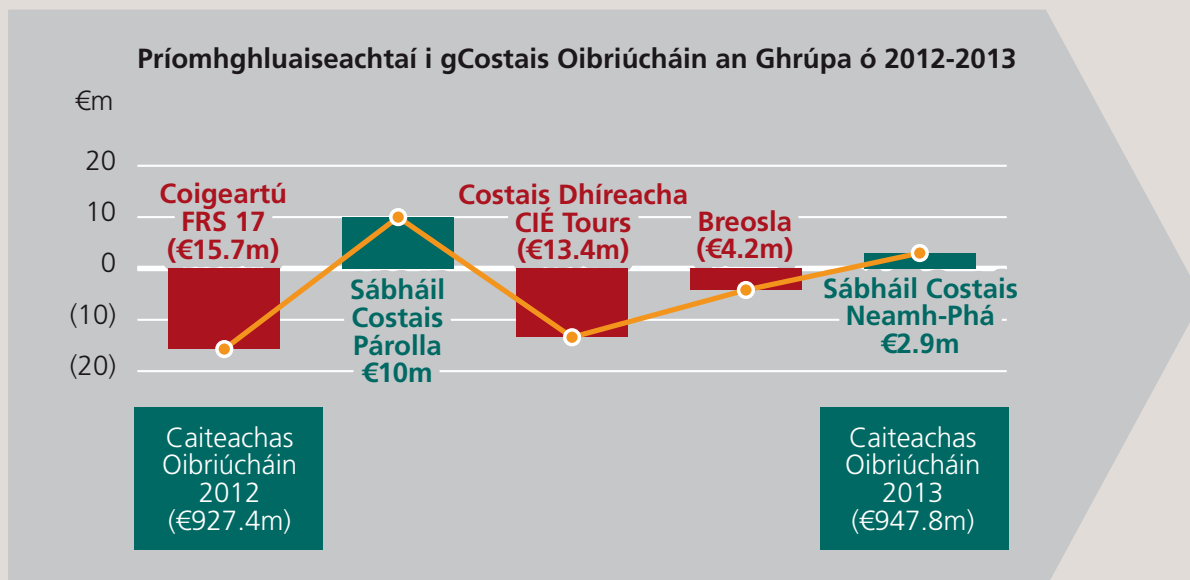 Príomhghluaiseachtaí i gCostais Oibriúcháin an Ghrúpa ó 2012-2013
€m
20
10
0
(10)
(20)
Coigeartú
FRS 17
(€15.7m)
Sábháil
Costais
Párolla
€10m
Costais Dhíreacha
CIÉ Tours
(€13.4m)
Breosla
(€4.2m)
Sábháil Costais
Neamh-Phá
€2.9m
Caiteachas
Oibriúcháin
2012
(€927.4m)
Caiteachas
Oibriúcháin
2013
(€947.8m)